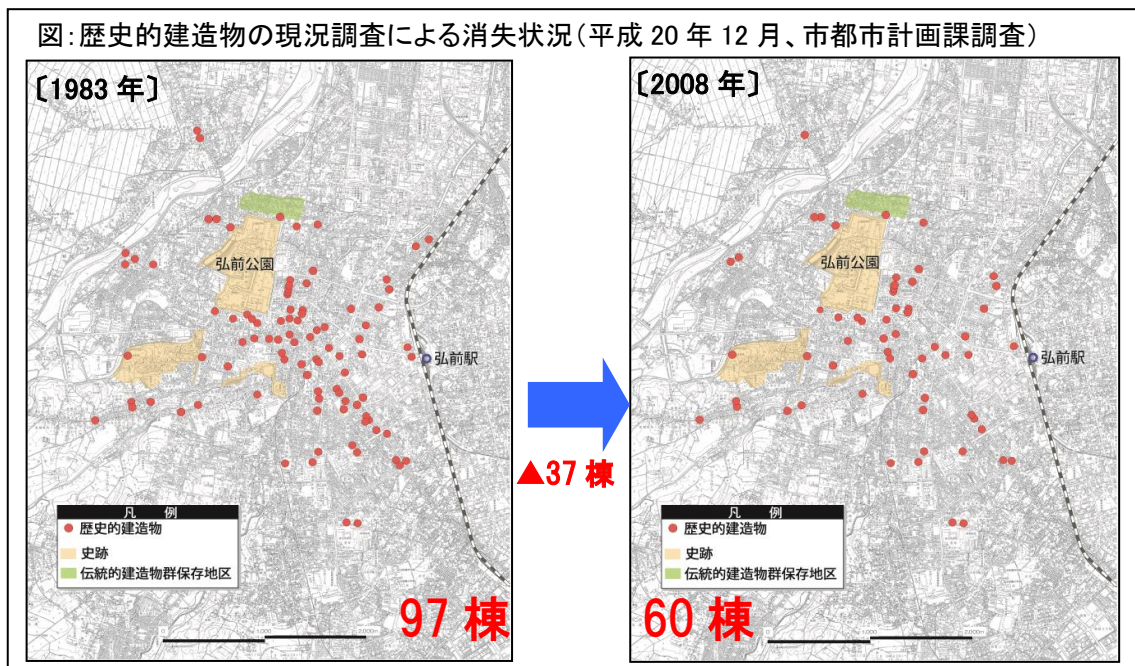 図:歴史的建造物の現況調査による消失状況(平成 20 年 12 月、市都市計画課調査)
〔1983 年〕
弘前公園
弘前駅
凡 例
歴史的建造物
史跡
伝統的建造物群保存地区
97 棟
▲37 棟
〔2008 年〕
弘前公園
弘前駅
凡 例
歴史的建造物
史跡
伝統的建造物群保存地区
60 棟